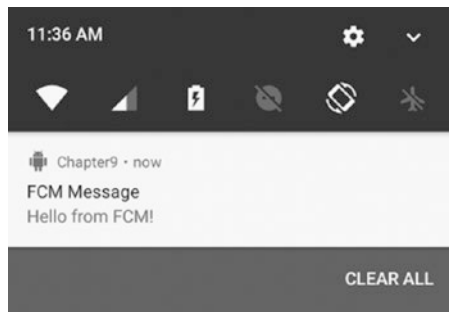 11:36 AM
Chapter9 • now
FCM Message
Hello from FCM!
CLEAR ALL